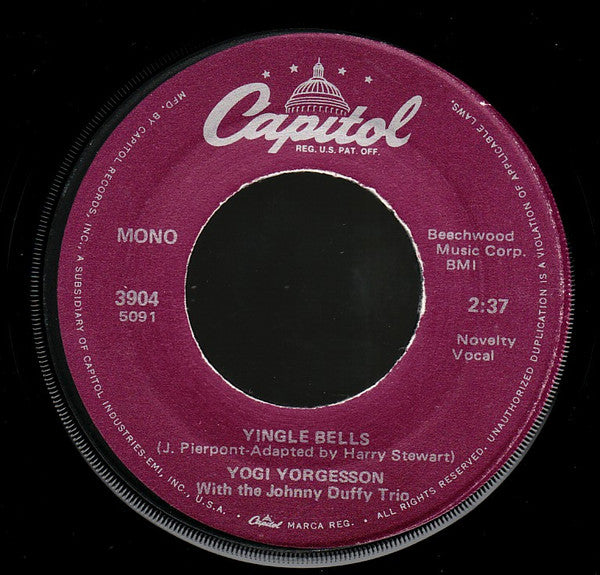 Capitol
REG. U.S. PAT. OFF.
MONO
3904
5091
Beechwood
Music Corp.
BMI
2:37
Novelty
Vocal
YINGLE BELLS
(J. Pierpont-Adapted by Harry Stewart)
YOGI YORGESSON
With the Johnny Duffy Trio
MFD. BY CAPITOL RECORDS, INC., A SUBSIDIARY OF CAPITOL INDUSTRIES-EMI, INC., U.S.A. Capitol MARCA REG. • ALL RIGHTS RESERVED. UNAUTHORIZED DUPLICATION IS A VIOLATION OF APPLICABLE LAWS.